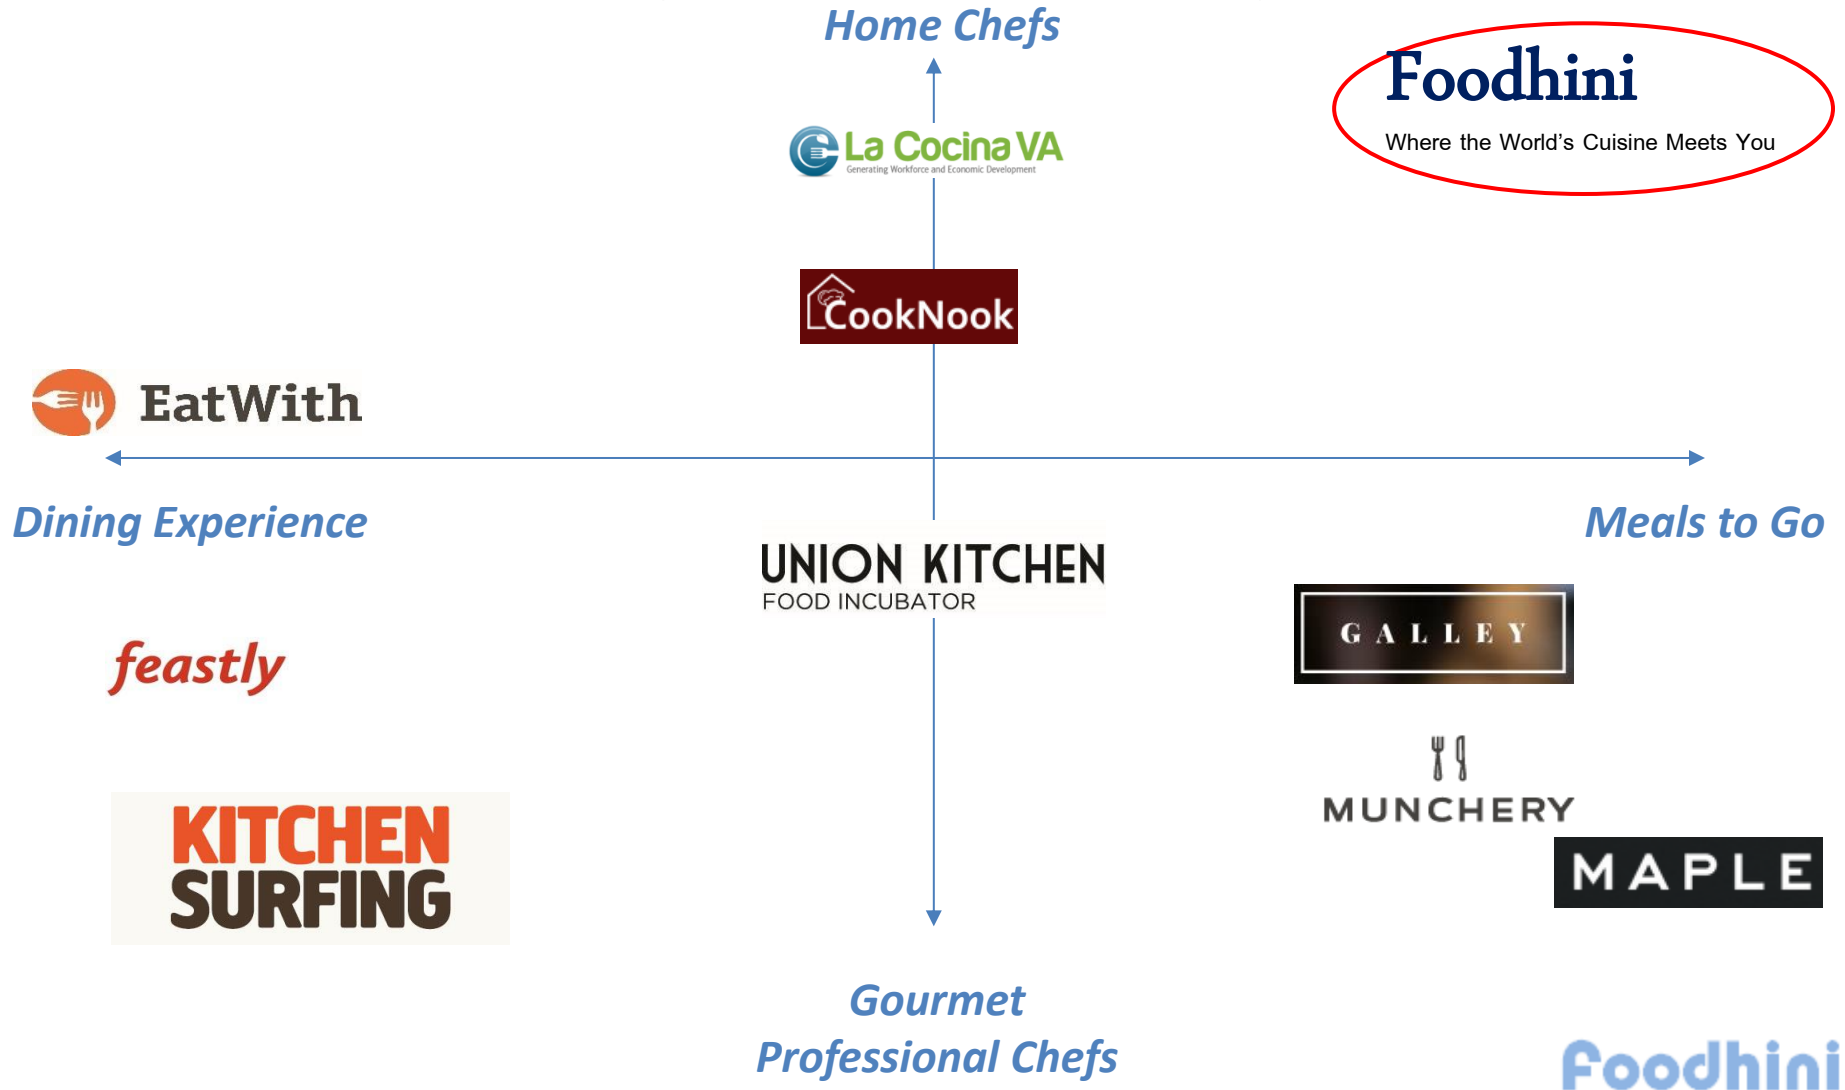 Home Chefs
Foodhini
Where the World's Cuisine Meets You
La Cocina VA
Generating Workforce and Economic Development
CookNook
EatWith
Dining Experience
Meals to Go
UNION KITCHEN
FOOD INCUBATOR
GALLEY
feastly
MUNCHERY
KITCHEN
SURFING
MAPLE
Gourmet
Professional Chefs
Foodhini